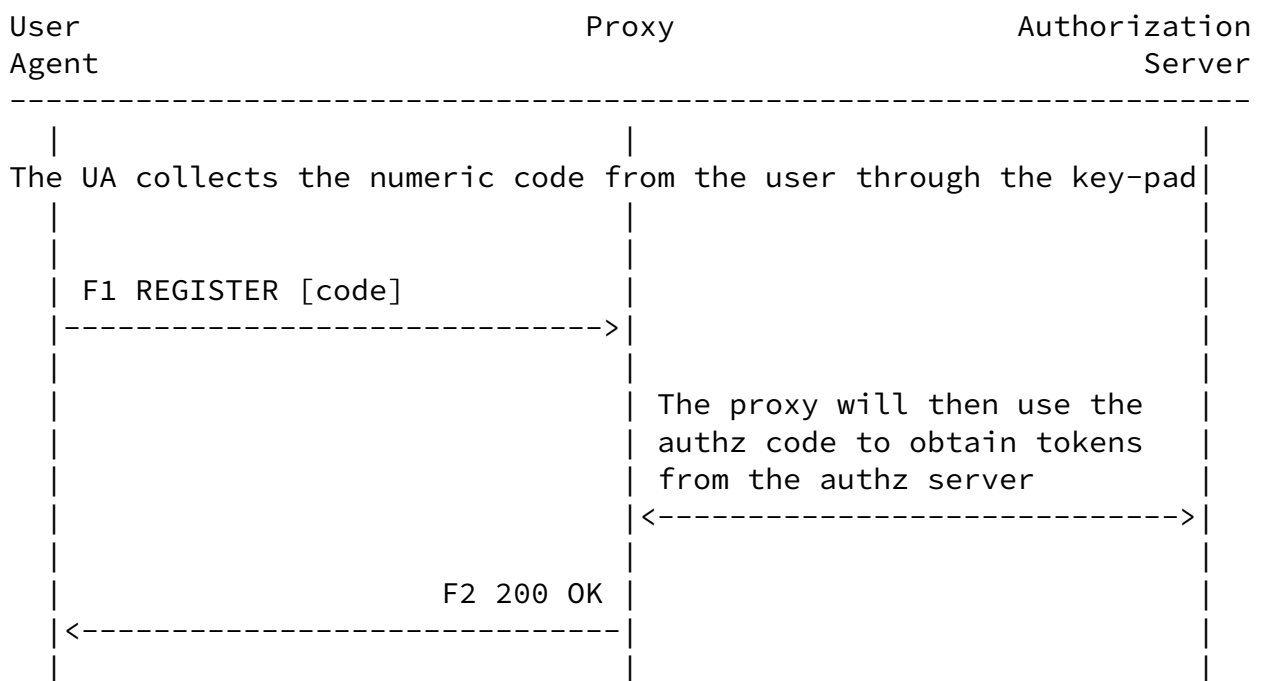 User Proxy Authorization
Agent Server
The UA collects the numeric code from the user through the key-pad
F1 REGISTER [code]
The proxy will then use the
authz code to obtain tokens
from the authz server
F2 200 OK